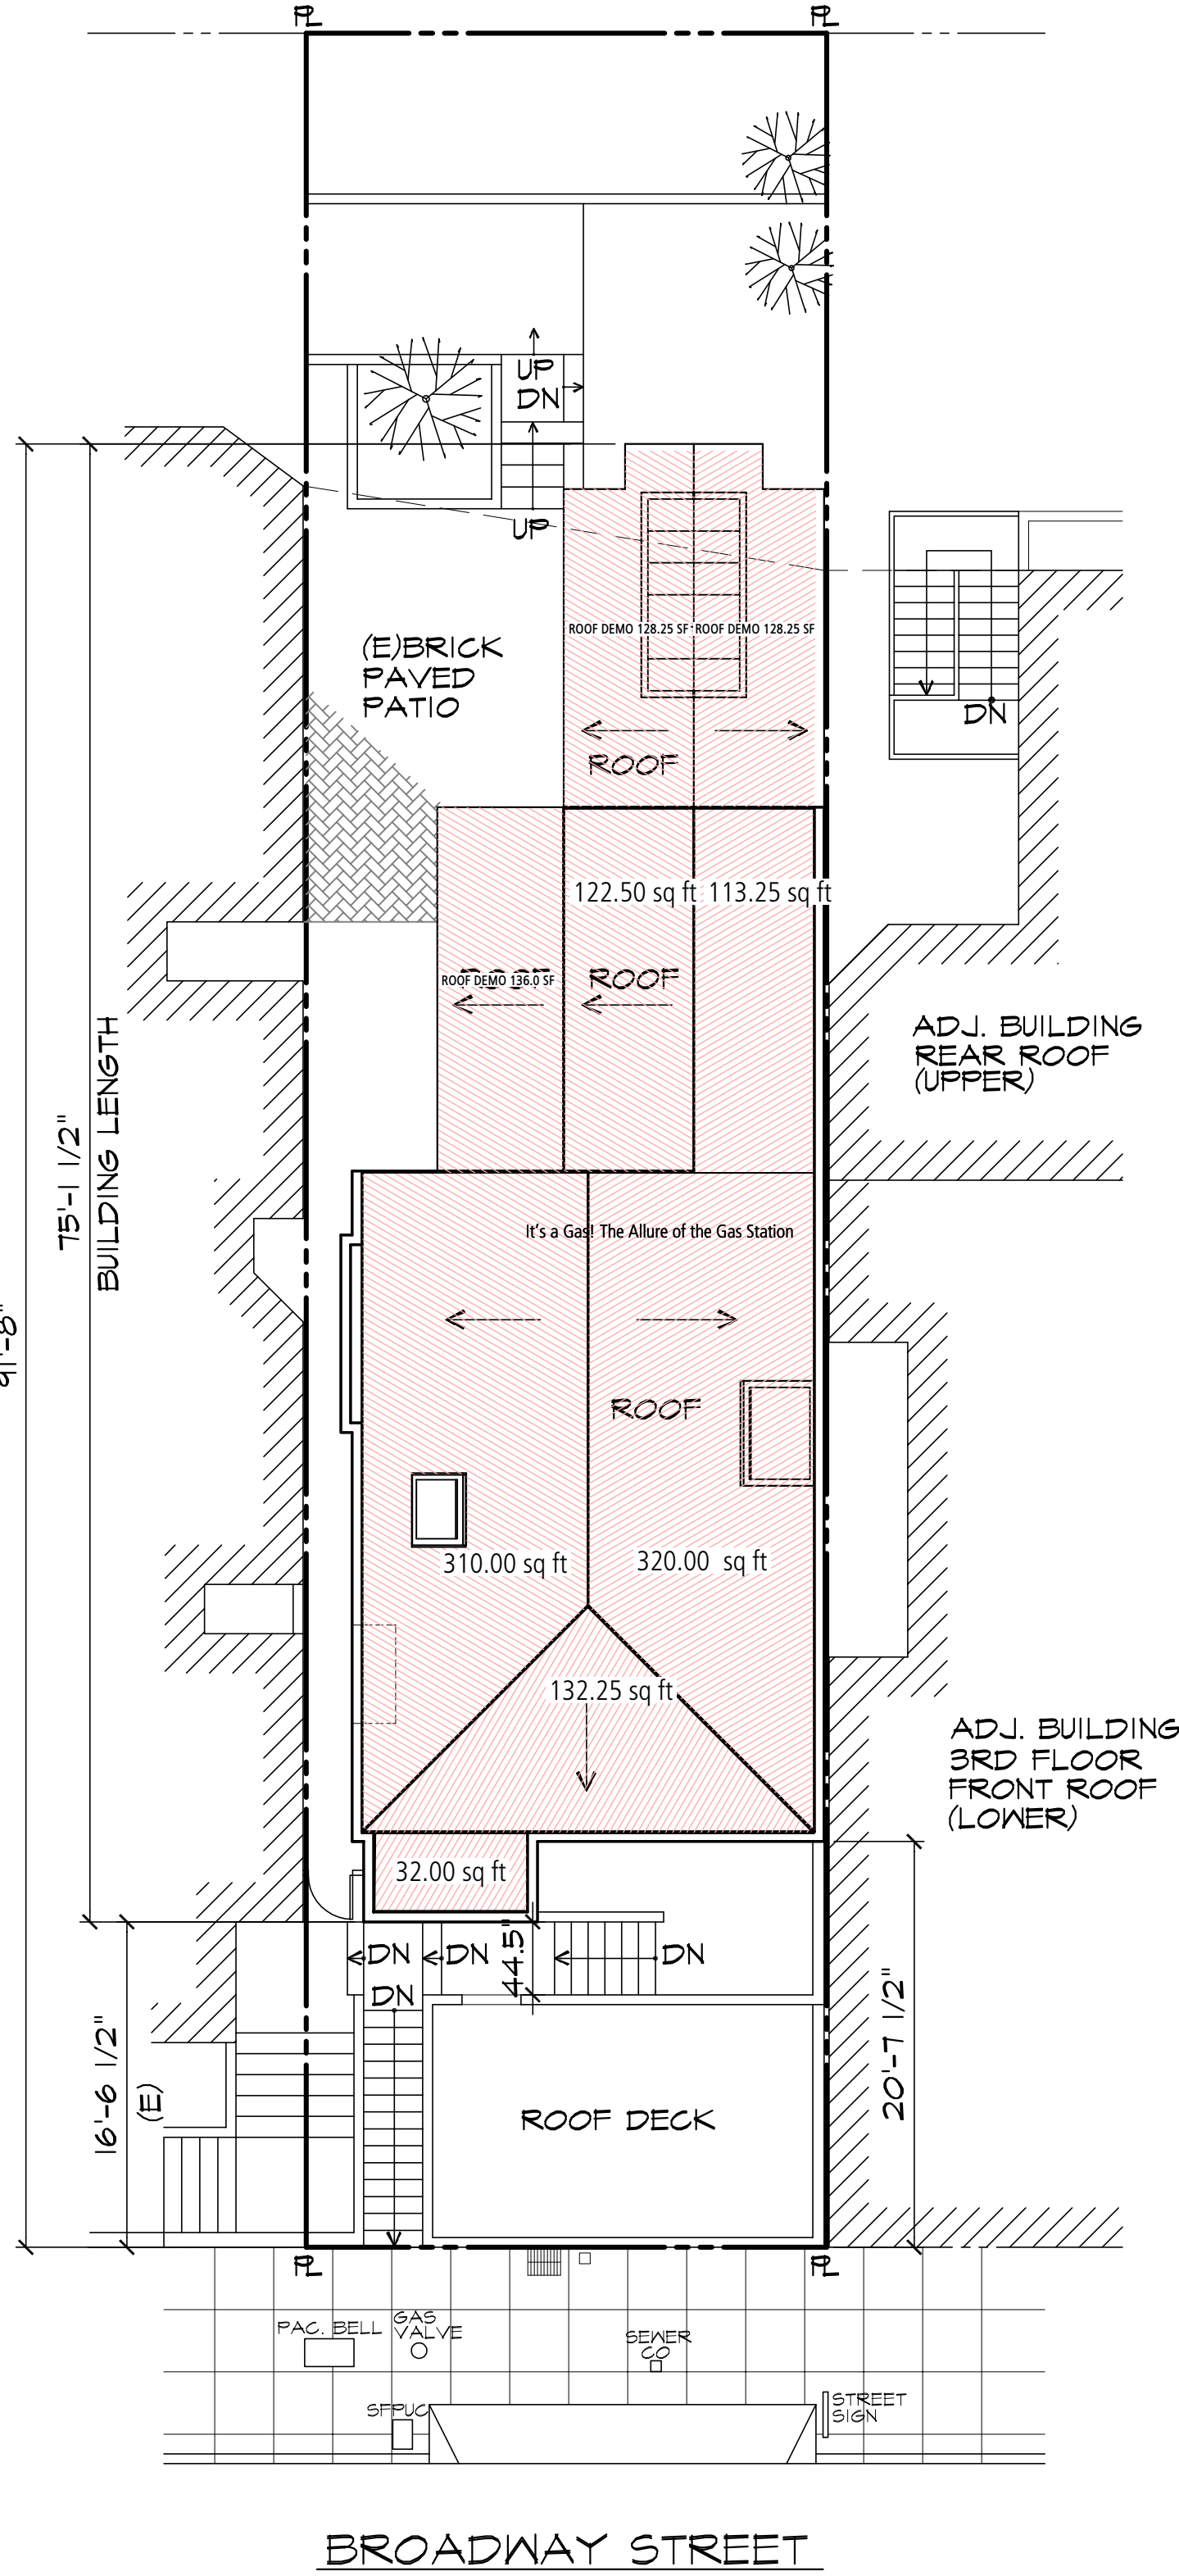 PL PL
UP
DN
UP
(E)BRICK
PAVED
PATIO
ROOF DEMO 128.25 SF ROOF DEMO 128.25 SF
DN
ROOF
122.50 sq ft 113.25 sq ft
ROOF ROOF
ROOF DEMO 136.0 SF
ADJ. BUILDING
REAR ROOF
(UPPER)
75'-1 1/2"
BUILDING LENGTH
91'-8"
It's a Gas! The Allure of the Gas Station
ROOF
310.00 sq ft 320.00 sq ft
132.25 sq ft
ADJ. BUILDING
3RD FLOOR
FRONT ROOF
(LOWER)
32.00 sq ft
DN DN 44.5" DN
DN
16'-6 1/2"
(E)
20'-7 1/2"
ROOF DECK
PL PL
PAC. BELL
GAS
VALVE
SEWER
CO
SFPUC
STREET
SIGN
BROADWAY STREET